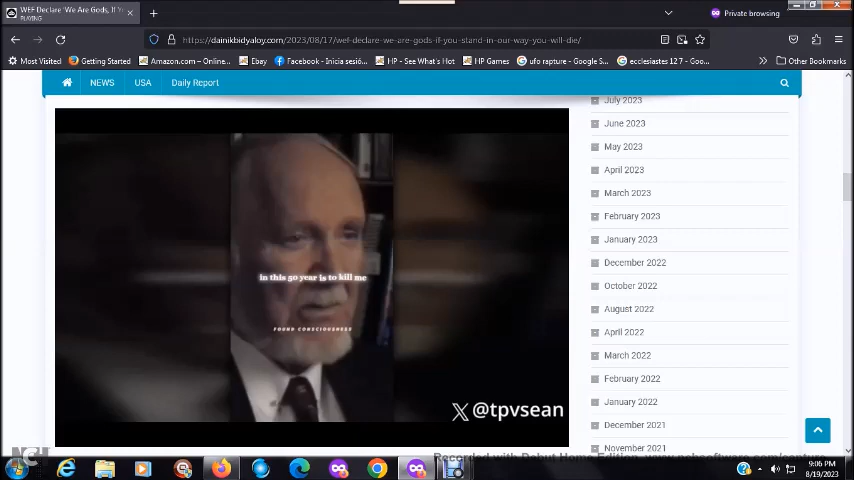 WEF Declare 'We Are Gods, If Y
PLAYING
Private browsing
https://dainikbidyaloy.com/2023/08/17/wef-declare-we-are-gods-if-you-stand-in-our-way-you-will-die/
Most Visited
Getting Started
Amazon.com – Online...
Ebay
Facebook - Inicia sesió...
HP - See What's Hot
HP Games
ufo rapture - Google S...
ecclesiastes 12 7 - Goo...
Other Bookmarks
NEWS
USA
Daily Report
in this 50 year is to kill me
FOUND CONSCIOUSNESS
@tpvsean
July 2023
June 2023
May 2023
April 2023
March 2023
February 2023
January 2023
December 2022
October 2022
August 2022
April 2022
March 2022
February 2022
January 2022
December 2021
November 2021
NCH
9:06 PM
8/19/2023